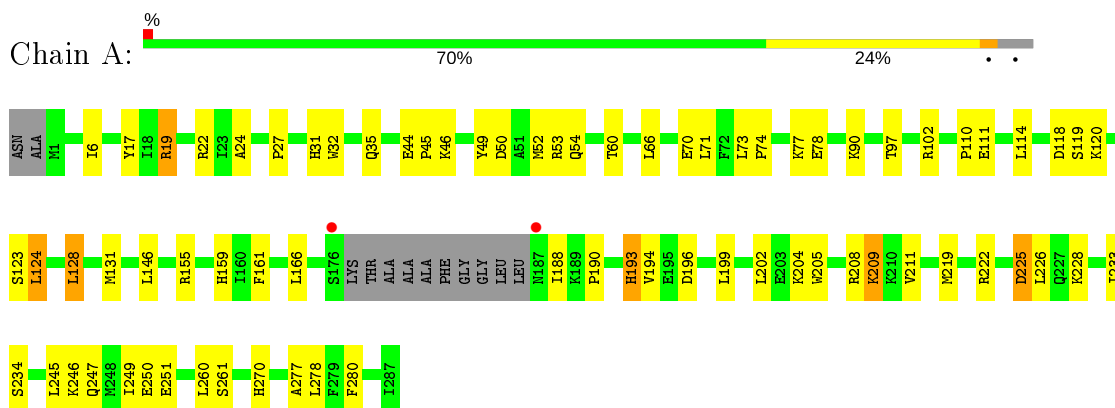 %
Chain A:
70% 24% • •
ASN ALA M1 I6 Y17 I18 R19 R22 I23 A24 P27 H31 W32 Q35 E44 P45 K46 Y49 D50 A51 M52 R53 Q54 T60 L66 E70 L71 F72 L73 P74 K77 E78 K90 T97 R102 P110 E111 L114 D118 S119 K120
S123 L124 L128 M131 L146 R155 H159 I160 F161 L166 S176 LYS THR ALA ALA ALA PHE GLY GLY LEU LEU N187 I188 K189 P190 H193 V194 E195 D196 L199 L202 E203 K204 W205 R208 K209 K210 V211 M219 R222 D225 L226 Q227 K228
S234 L245 K246 Q247 M248 I249 E250 E251 L260 S261 H270 A277 L278 F279 F280 I287